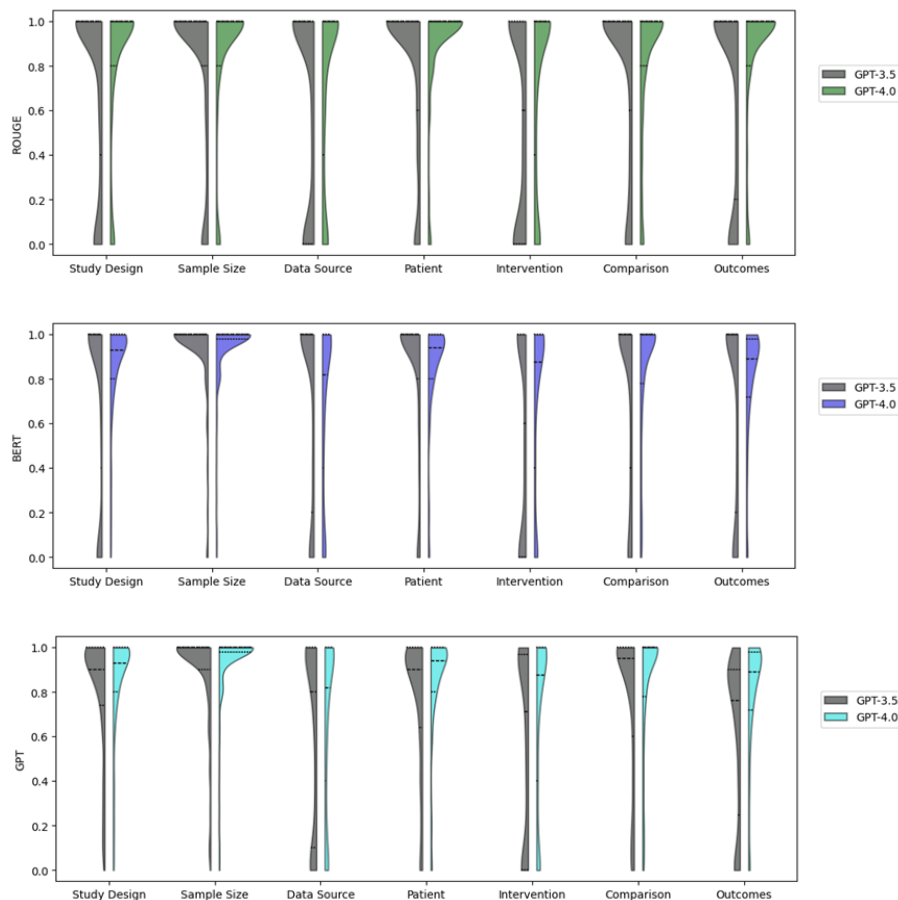 1.0
0.8
0.6
0.4
0.2
0.0
ROUGE
Study Design Sample Size Data Source Patient Intervention Comparison Outcomes
GPT-3.5
GPT-4.0
1.0
0.8
0.6
0.4
0.2
0.0
BERT
Study Design Sample Size Data Source Patient Intervention Comparison Outcomes
GPT-3.5
GPT-4.0
1.0
0.8
0.6
0.4
0.2
0.0
GPT
Study Design Sample Size Data Source Patient Intervention Comparison Outcomes
GPT-3.5
GPT-4.0